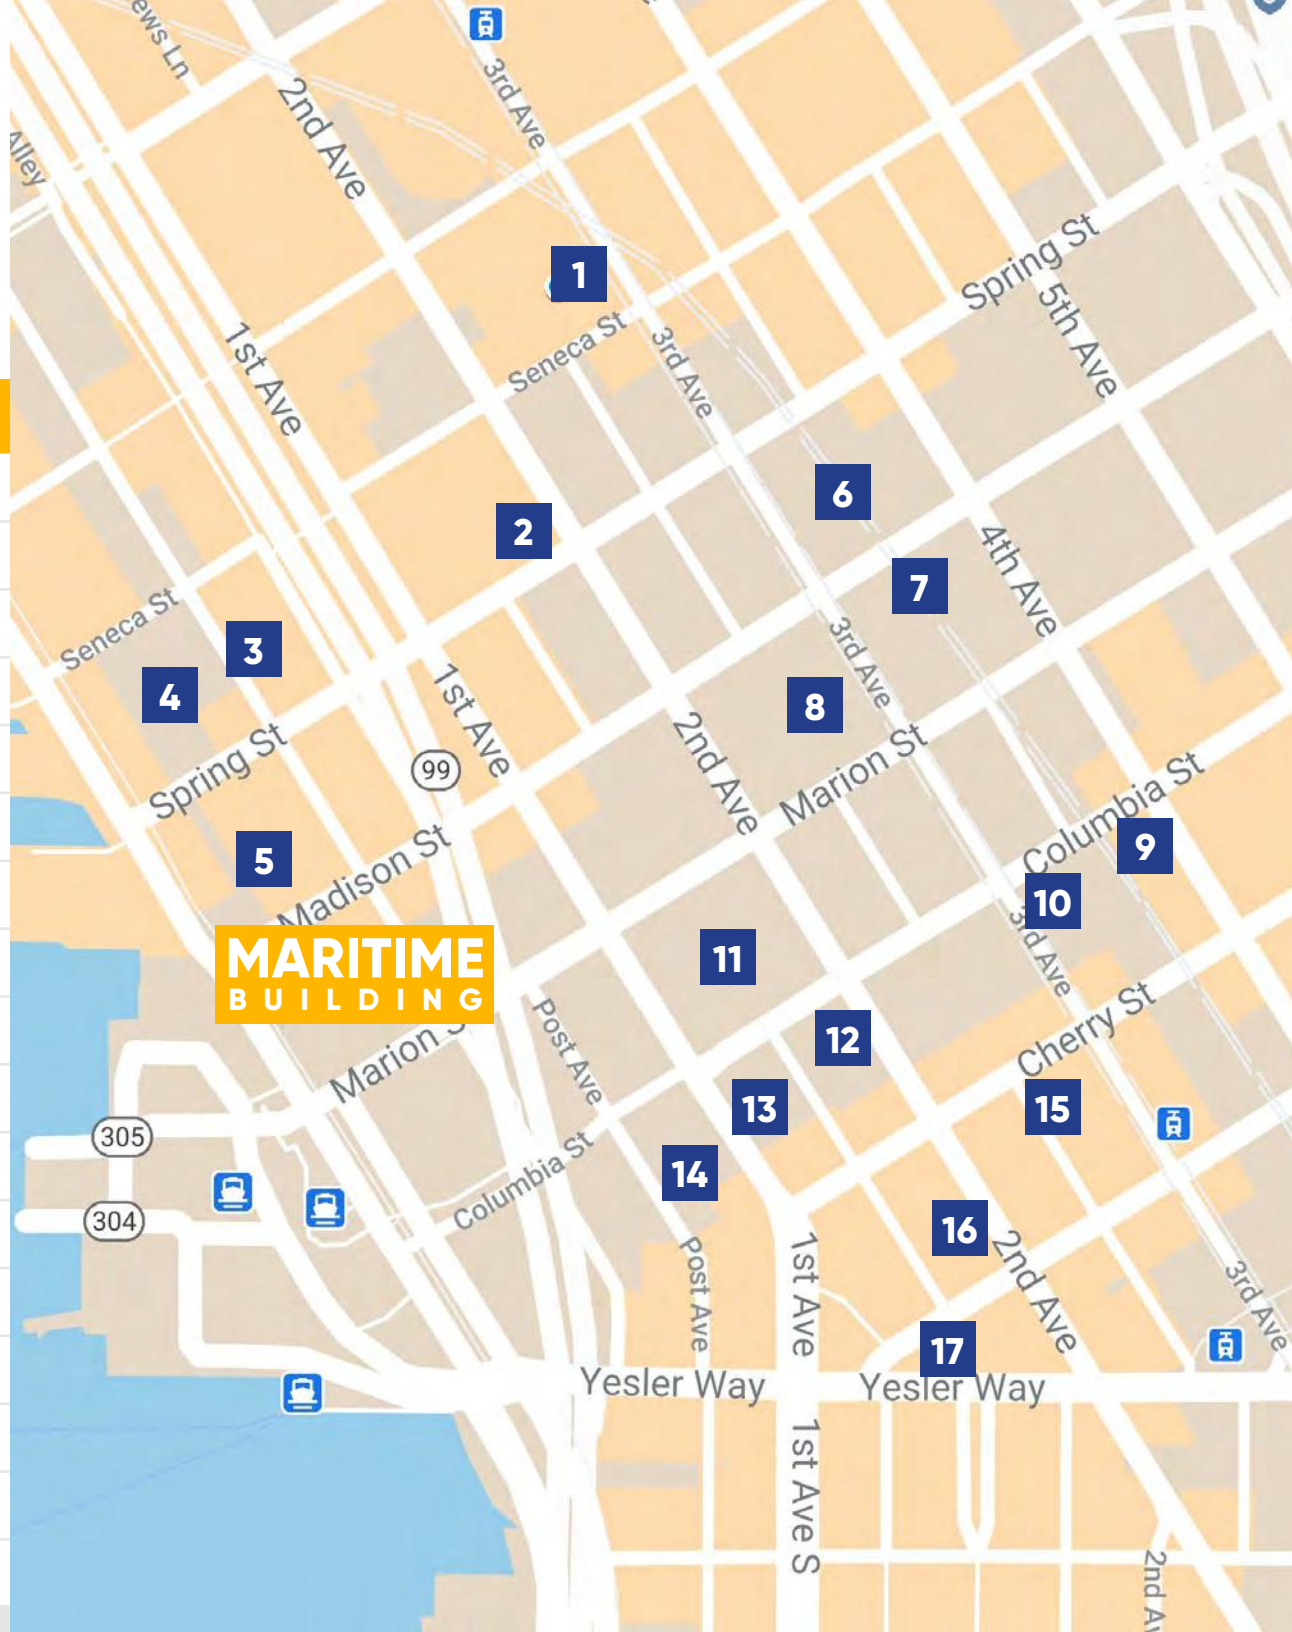 ews Ln
3rd Ave
2nd Ave
Alley
Spring St
1
5th Ave
Seneca St
3rd Ave
1st Ave
6
2
4th Ave
7
Seneca St
3
3rd Ave
4
1st Ave
8
2nd Ave
Spring St
Marion St
99
Columbia St
9
5
Madison St
10
3rd Ave
MARITIME
BUILDING
11
Cherry St
Post Ave
Marion S
12
13
15
305
14
Columbia St
304
16
2nd Ave
Post Ave
1st Ave
3rd Ave
17
Yesler Way
Yesler Way
1st Ave S
2nd Av